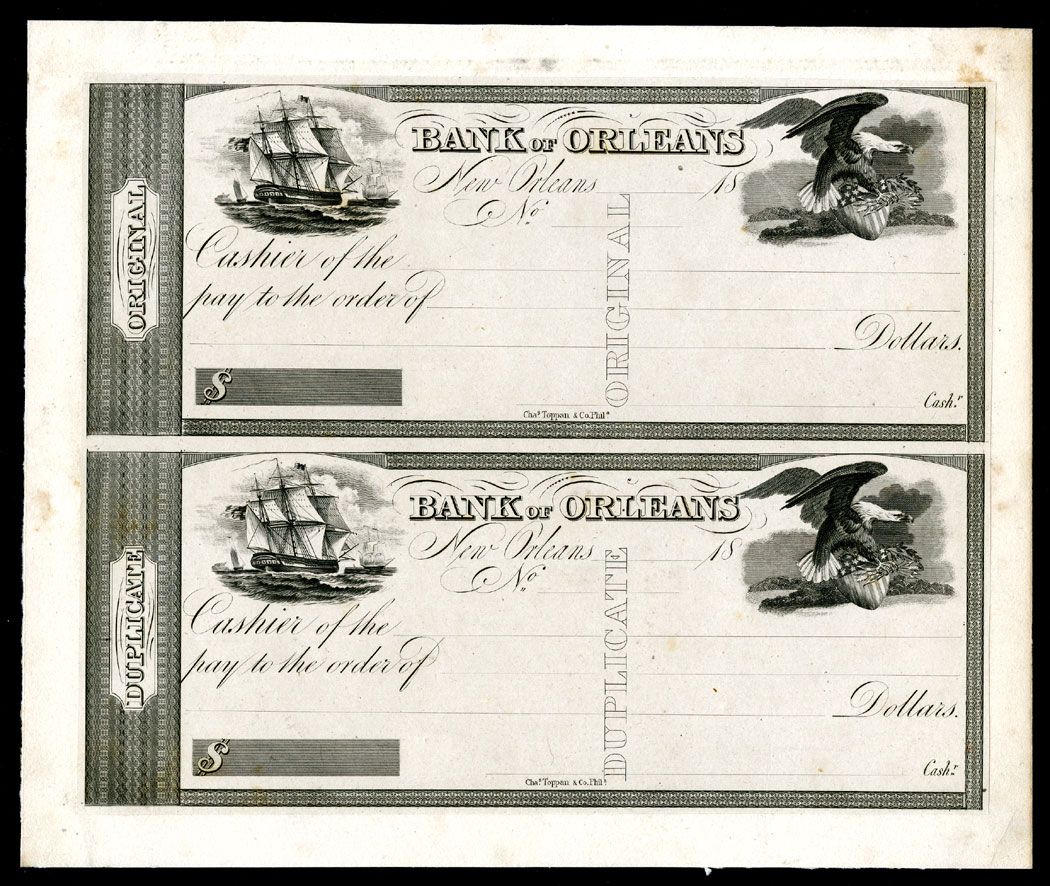 ORIGINAL
BANK OF ORLEANS
New Orleans 18
No.
ORIGINAL
Cashier of the
pay to the order of
Dollars.
$
Cash.r
Chas. Toppan & Co. Phila.
DUPLICATE
BANK OF ORLEANS
New Orleans 18
No.
DUPLICATE
Cashier of the
pay to the order of
Dollars.
$
Cash.r
Chas. Toppan & Co. Phila.